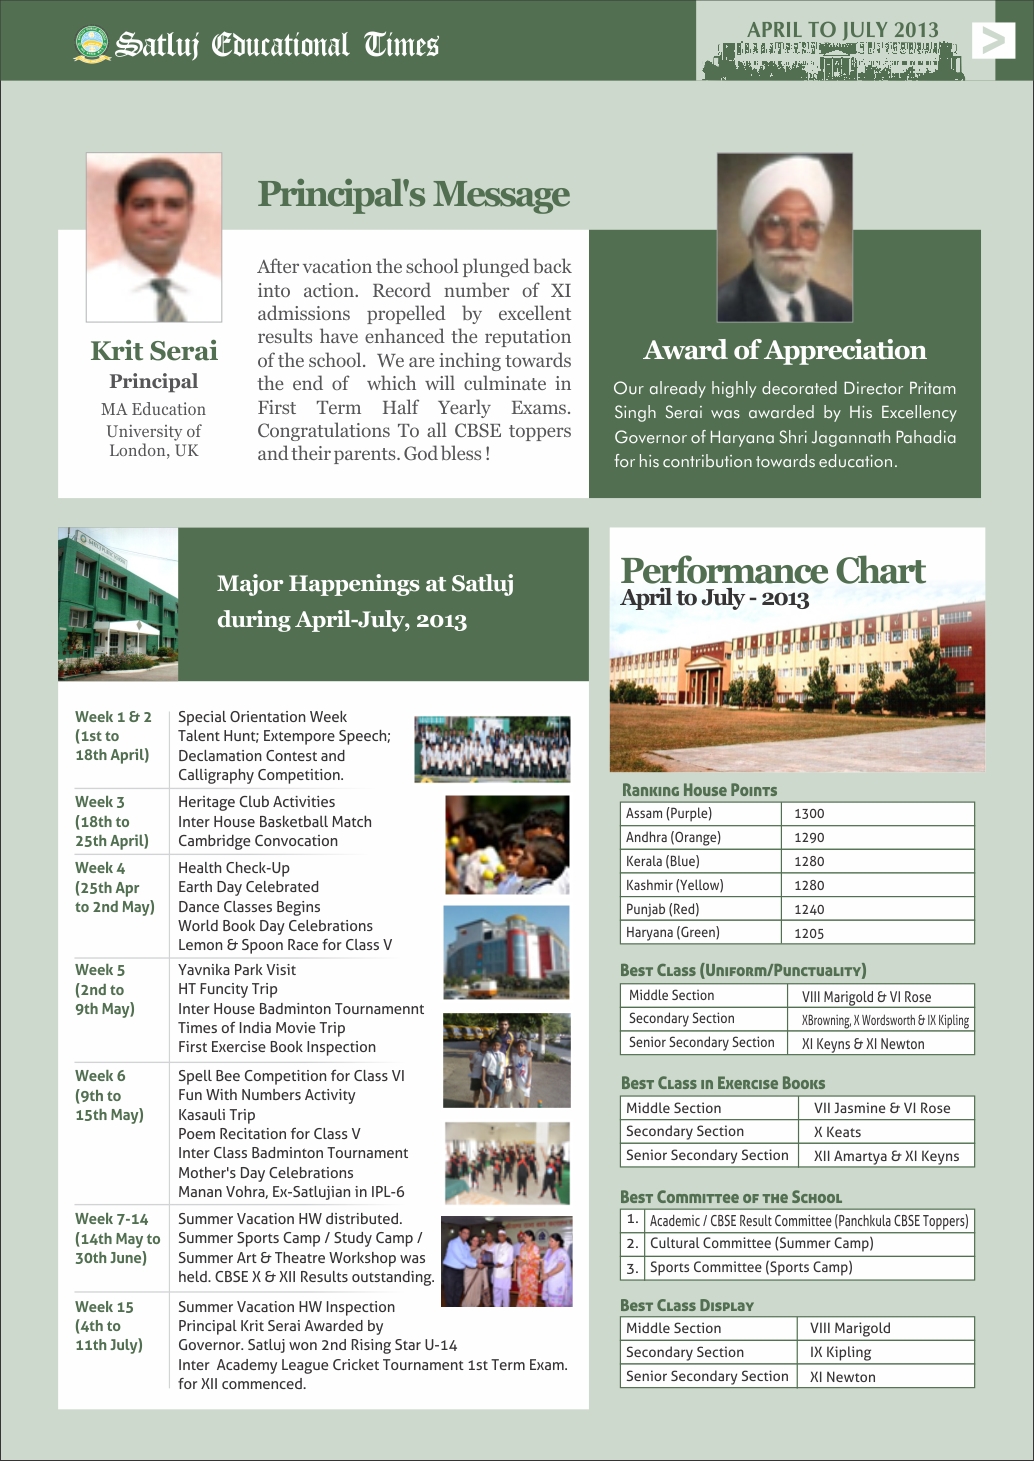 Satluj Educational Times
APRIL TO JULY 2013
>
Principal's Message
Krit Serai
Principal
MA Education
University of
London, UK
After vacation the school plunged back
into action. Record number of XI
admissions propelled by excellent
results have enhanced the reputation
of the school. We are inching towards
the end of which will culminate in
First Term Half Yearly Exams.
Congratulations To all CBSE toppers
and their parents. God bless !
Award of Appreciation
Our already highly decorated Director Pritam
Singh Serai was awarded by His Excellency
Governor of Haryana Shri Jagannath Pahadia
for his contribution towards education.
Major Happenings at Satluj
during April-July, 2013
Week 1 & 2
(1st to
18th April)
Special Orientation Week
Talent Hunt; Extempore Speech;
Declamation Contest and
Calligraphy Competition.
Week 3
(18th to
25th April)
Heritage Club Activities
Inter House Basketball Match
Cambridge Convocation
Week 4
(25th Apr
to 2nd May)
Health Check-Up
Earth Day Celebrated
Dance Classes Begins
World Book Day Celebrations
Lemon & Spoon Race for Class V
Week 5
(2nd to
9th May)
Yavnika Park Visit
HT Funcity Trip
Inter House Badminton Tournamennt
Times of India Movie Trip
First Exercise Book Inspection
Week 6
(9th to
15th May)
Spell Bee Competition for Class VI
Fun With Numbers Activity
Kasauli Trip
Poem Recitation for Class V
Inter Class Badminton Tournament
Mother's Day Celebrations
Manan Vohra, Ex-Satlujian in IPL-6
Week 7-14
(14th May to
30th June)
Summer Vacation HW distributed.
Summer Sports Camp / Study Camp /
Summer Art & Theatre Workshop was
held. CBSE X & XII Results outstanding.
Week 15
(4th to
11th July)
Summer Vacation HW Inspection
Principal Krit Serai Awarded by
Governor. Satluj won 2nd Rising Star U-14
Inter Academy League Cricket Tournament 1st Term Exam.
for XII commenced.
Performance Chart
April to July - 2013
Ranking House Points
Assam (Purple) 1300
Andhra (Orange) 1290
Kerala (Blue) 1280
Kashmir (Yellow) 1280
Punjab (Red) 1240
Haryana (Green) 1205
Best Class (Uniform/Punctuality)
Middle Section VIII Marigold & VI Rose
Secondary Section XBrowning, X Wordsworth & IX Kipling
Senior Secondary Section XI Keyns & XI Newton
Best Class in Exercise Books
Middle Section VII Jasmine & VI Rose
Secondary Section X Keats
Senior Secondary Section XII Amartya & XI Keyns
Best Committee of the School
1. Academic / CBSE Result Committee (Panchkula CBSE Toppers)
2. Cultural Committee (Summer Camp)
3. Sports Committee (Sports Camp)
Best Class Display
Middle Section VIII Marigold
Secondary Section IX Kipling
Senior Secondary Section XI Newton